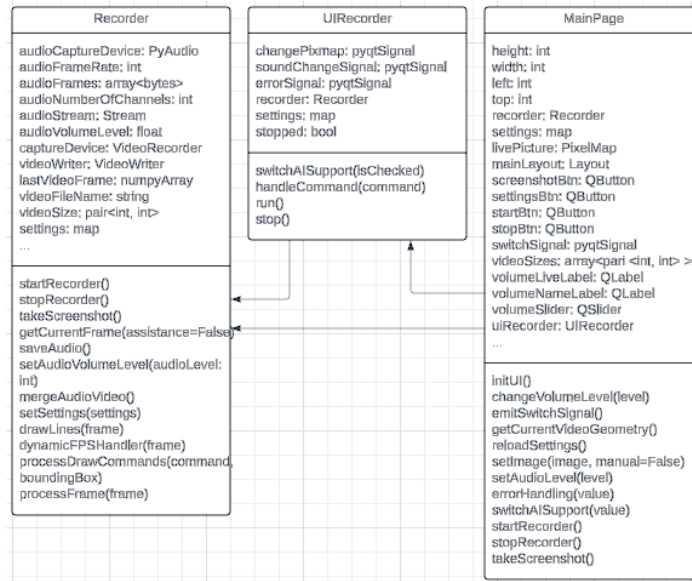 Recorder
audioCaptureDevice: PyAudio
audioFrameRate: int
audioFrames: array<bytes>
audioNumberOfChannels: int
audioStream: Stream
audioVolumeLevel: float
captureDevice: VideoRecorder
videoWriter: VideoWriter
lastVideoFrame: numpyArray
videoFileName: string
videoSize: pair<int, int>
settings: map
...
startRecorder()
stopRecorder()
takeScreenshot()
getCurrentFrame(assistance=False)
saveAudio()
setAudioVolumeLevel(audioLevel:
int)
mergeAudioVideo()
setSettings(settings)
drawLines(frame)
dynamicFPSHandler(frame)
processDrawCommands(command,
boundingBox)
processFrame(frame)
UIRecorder
changePixmap: pyqtSignal
soundChangeSignal: pyqtSignal
errorSignal: pyqtSignal
recorder: Recorder
settings: map
stopped: bool
switchAISupport(isChecked)
handleCommand(command)
run()
stop()
MainPage
height: int
width: int
left: int
top: int
recorder: Recorder
settings: map
livePicture: PixelMap
mainLayout: Layout
screenshotBtn: QButton
settingsBtn: QButton
startBtn: QButton
stopBtn: QButton
switchSignal: pyqtSignal
videoSizes: array<pari <int, int> >
volumeLiveLabel: QLabel
volumeNameLabel: QLabel
volumeSlider: QSlider
uiRecorder: UIRecorder
...
initUI()
changeVolumeLevel(level)
emitSwitchSignal()
getCurrentVideoGeometry()
reloadSettings()
setImage(image, manual=False)
setAudioLevel(level)
errorHandling(value)
switchAISupport(value)
startRecorder()
stopRecorder()
takeScreenshot()